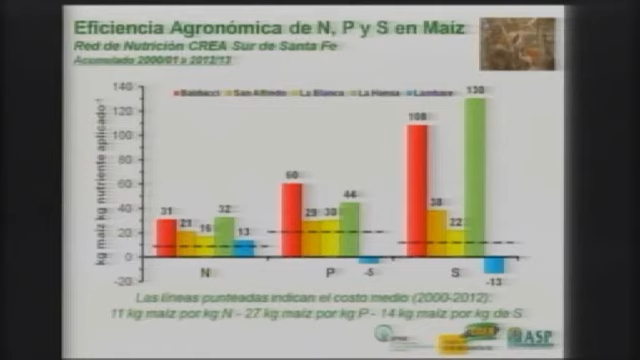 Eficiencia Agronómica de N, P y S en Maíz
Red de Nutrición CREA Sur de Santa Fe
Acumulado 2000/01 a 2012/13
Balducci San Alfredo La Blanca La Hansa Lambare
kg maíz kg nutriente aplicado-1
140
120
100
80
60
40
20
0
-20
31 21 16 32 13
60 29 30 44 -5
108 38 22 130 -13
N P S
Las líneas punteadas indican el costo medio (2000-2012):
11 kg maíz por kg N - 27 kg maíz por kg P - 14 kg maíz por kg de S
CREA
ASP